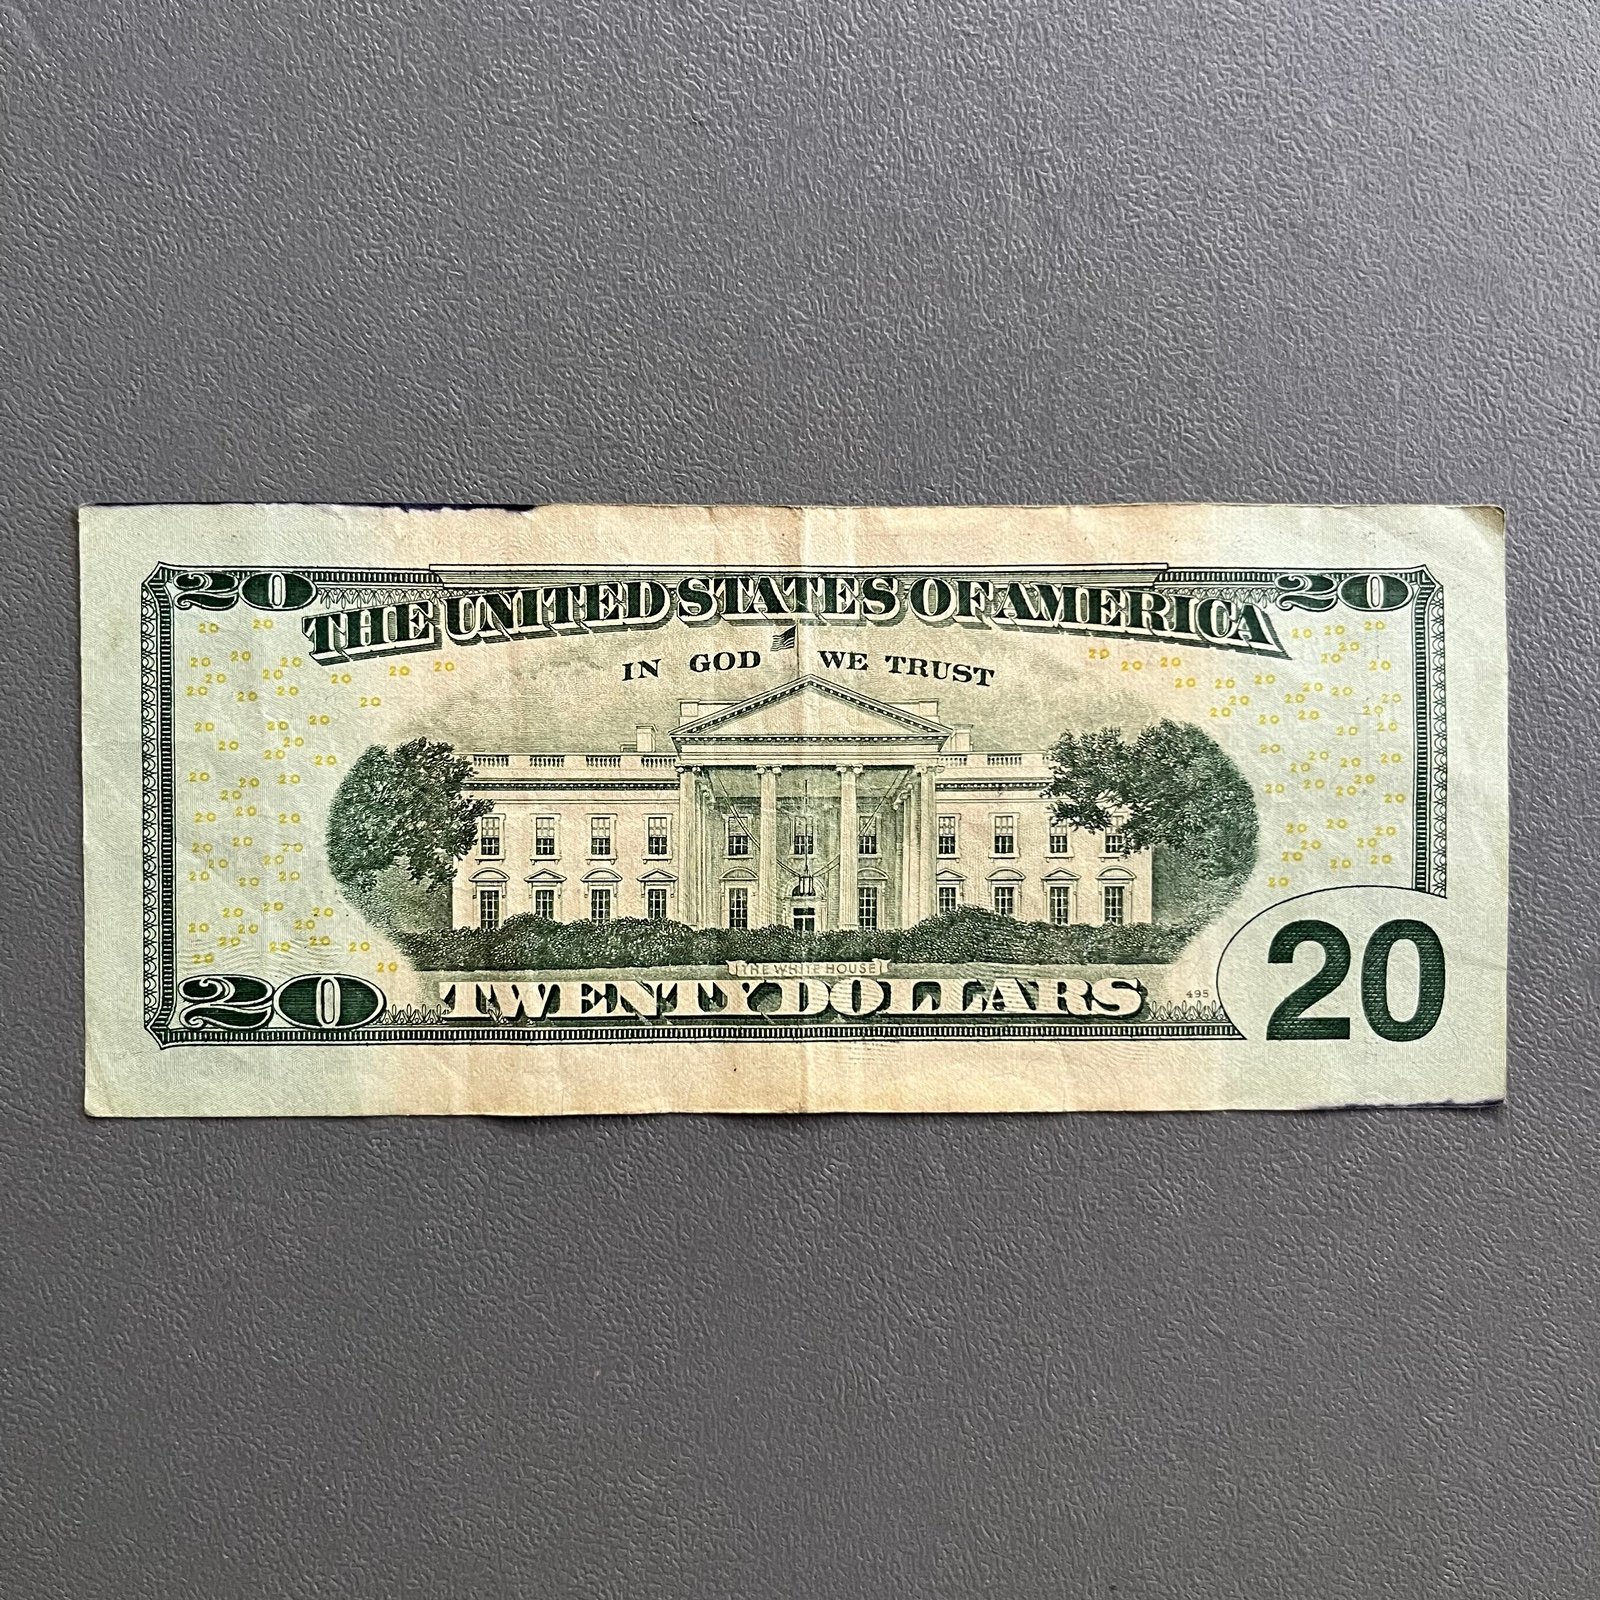 20 THE UNITED STATES OF AMERICA 20
IN GOD WE TRUST
THE WHITE HOUSE
20 TWENTY DOLLARS 495 20